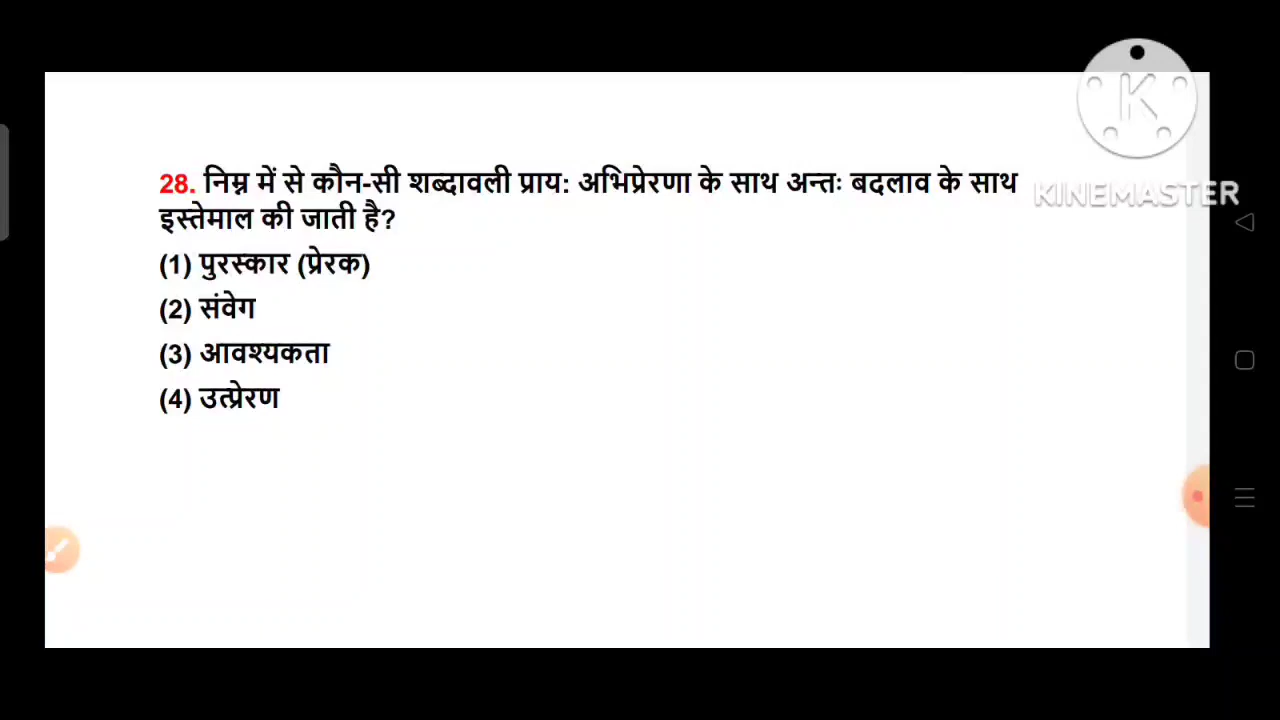 KINEMASTER
28. निम्न में से कौन-सी शब्दावली प्राय: अभिप्रेरणा के साथ अन्तः बदलाव के साथ
इस्तेमाल की जाती है?
(1) पुरस्कार (प्रेरक)
(2) संवेग
(3) आवश्यकता
(4) उत्प्रेरण